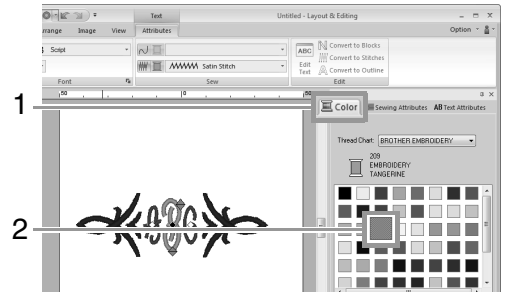 Text
Untitled - Layout & Editing
rrange Image View Attributes Option
Script
Satin Stitch
ABC
Edit Text
Convert to Blocks
Convert to Stitches
Convert to Outline
Font Sew Edit
50 0 50
1
Color Sewing Attributes AB Text Attributes
Thread Chart: BROTHER EMBROIDERY
209
EMBROIDERY
TANGERINE
2